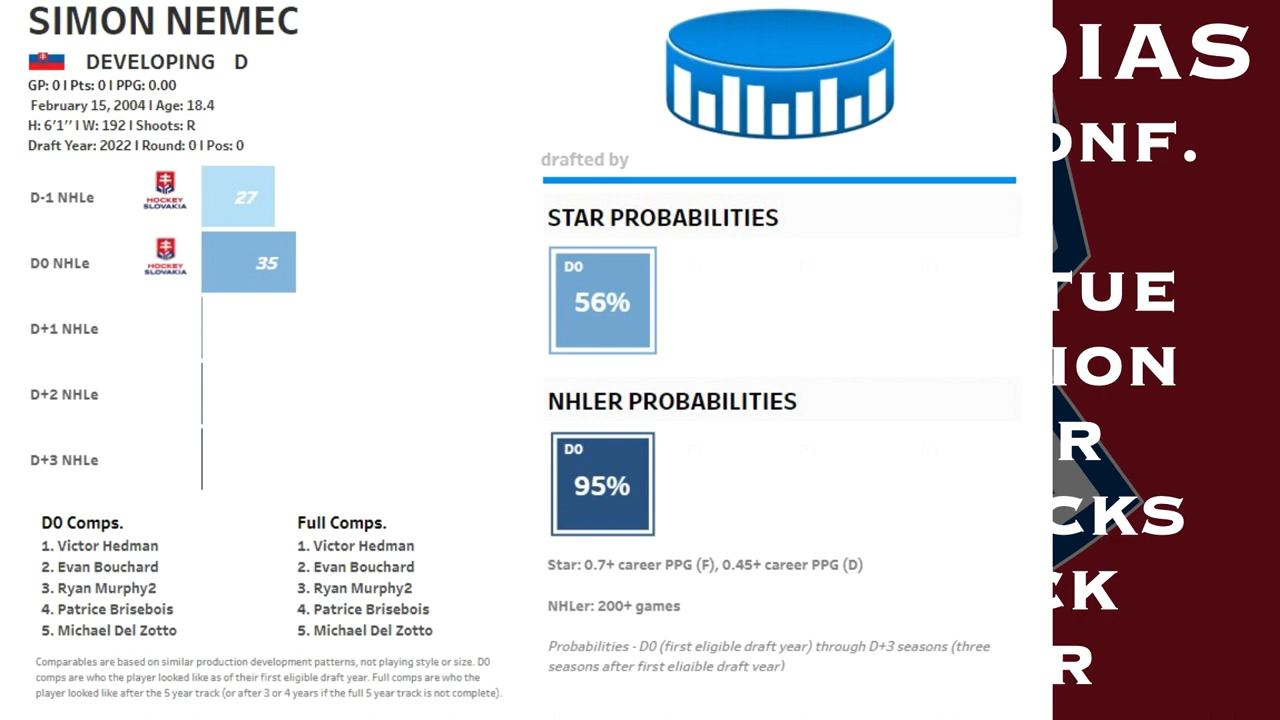 SIMON NEMEC
DEVELOPING D
GP: 0 I Pts: 0 I PPG: 0.00
February 15, 2004 I Age: 18.4
H: 6'1'' I W: 192 I Shoots: R
Draft Year: 2022 I Round: 0 I Pos: 0
D-1 NHLe
HOCKEY
SLOVAKIA
27
D0 NHLe
HOCKEY
SLOVAKIA
35
D+1 NHLe
D+2 NHLe
D+3 NHLe
D0 Comps.
1. Victor Hedman
2. Evan Bouchard
3. Ryan Murphy2
4. Patrice Brisebois
5. Michael Del Zotto
Full Comps.
1. Victor Hedman
2. Evan Bouchard
3. Ryan Murphy2
4. Patrice Brisebois
5. Michael Del Zotto
Comparables are based on similar production development patterns, not playing style or size. D0
comps are who the player looked like as of their first eligible draft year. Full comps are who the
player looked like after the 5 year track (or after 3 or 4 years if the full 5 year track is not complete).
drafted by
STAR PROBABILITIES
D0
56%
NHLER PROBABILITIES
D0
95%
Star: 0.7+ career PPG (F), 0.45+ career PPG (D)
NHLer: 200+ games
Probabilities - D0 (first eligible draft year) through D+3 seasons (three
seasons after first eligible draft year)
DIAS
ONF.
TUE
ION
R
CKS
CK
R